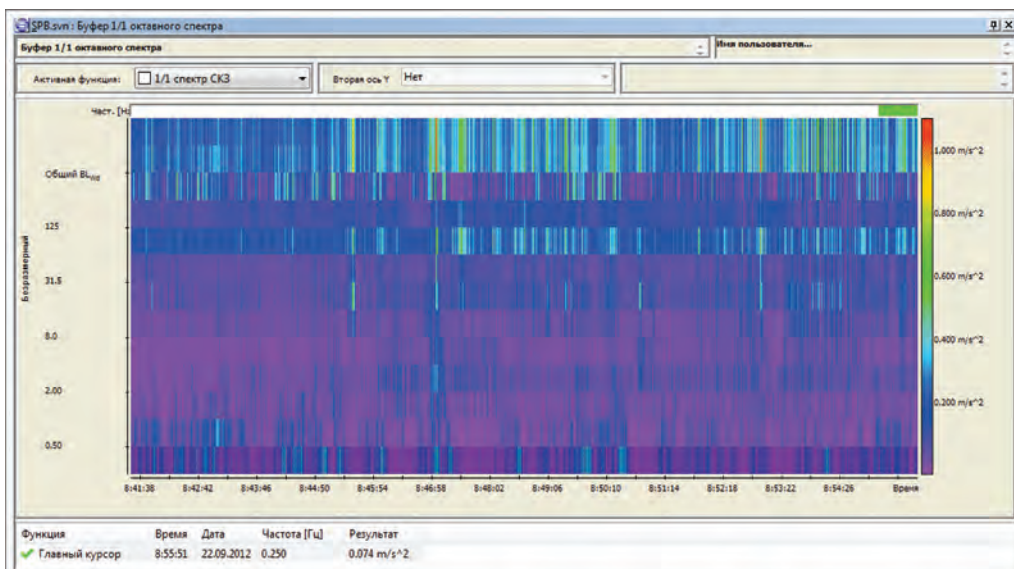 SPB.svn : Буфер 1/1 октавного спектра
Буфер 1/1 октавного спектра
Имя пользователя...
Активная функция: 1/1 спектр СКЗ
Вторая ось Y Нет
Част. [Hz
1,000 m/s^2
Общий BL
0.800 m/s^2
125
Безразмерный
0.600 m/s^2
31.5
8.0
0.400 m/s^2
2.00
0.200 m/s^2
0.50
8:41:38 8:42:42 8:43:46 8:44:50 8:45:54 8:46:58 8:48:02 8:49:06 8:50:10 8:51:14 8:52:18 8:53:22 8:54:26 Время
Функция Время Дата Частота [Гц] Результат
Главный курсор 8:55:51 22.09.2012 0.250 0.074 m/s^2